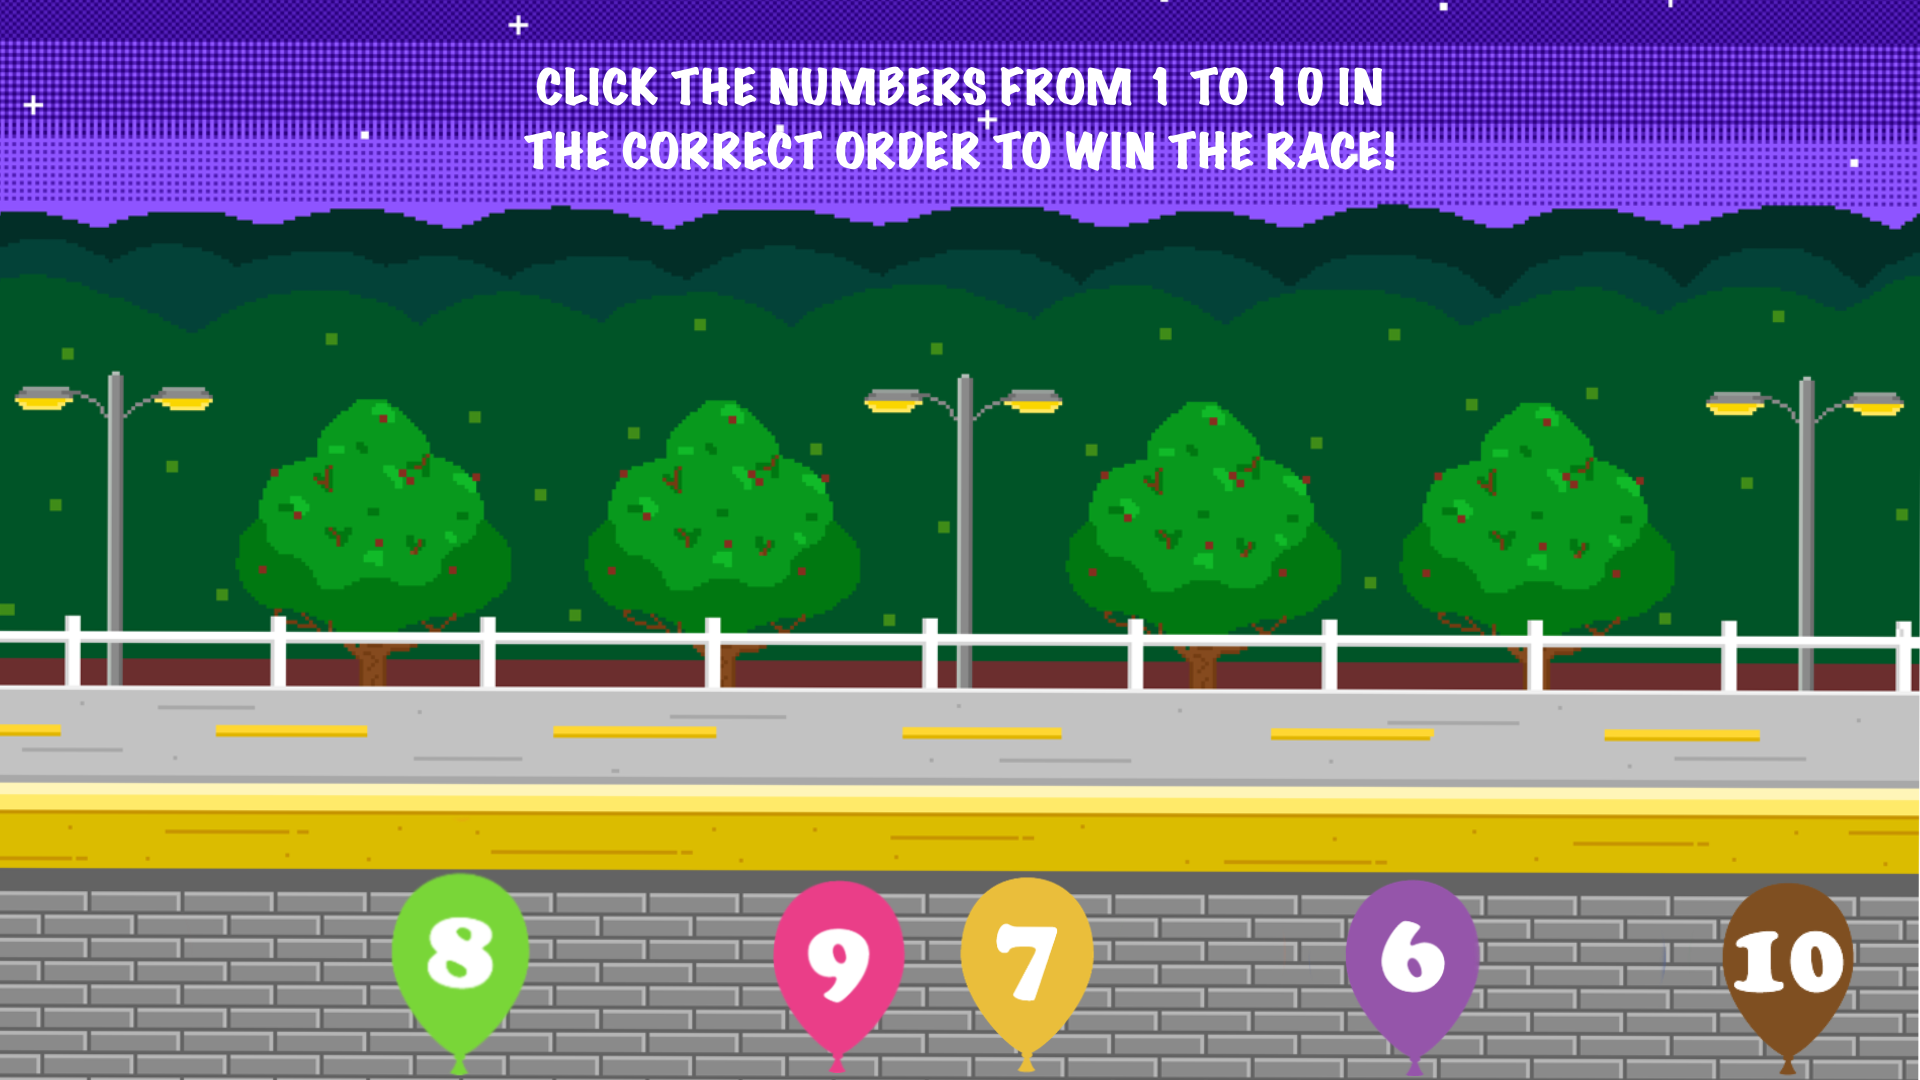 CLICK THE NUMBERS FROM 1 TO 10 IN
THE CORRECT ORDER TO WIN THE RACE!
8 9 7 6 10